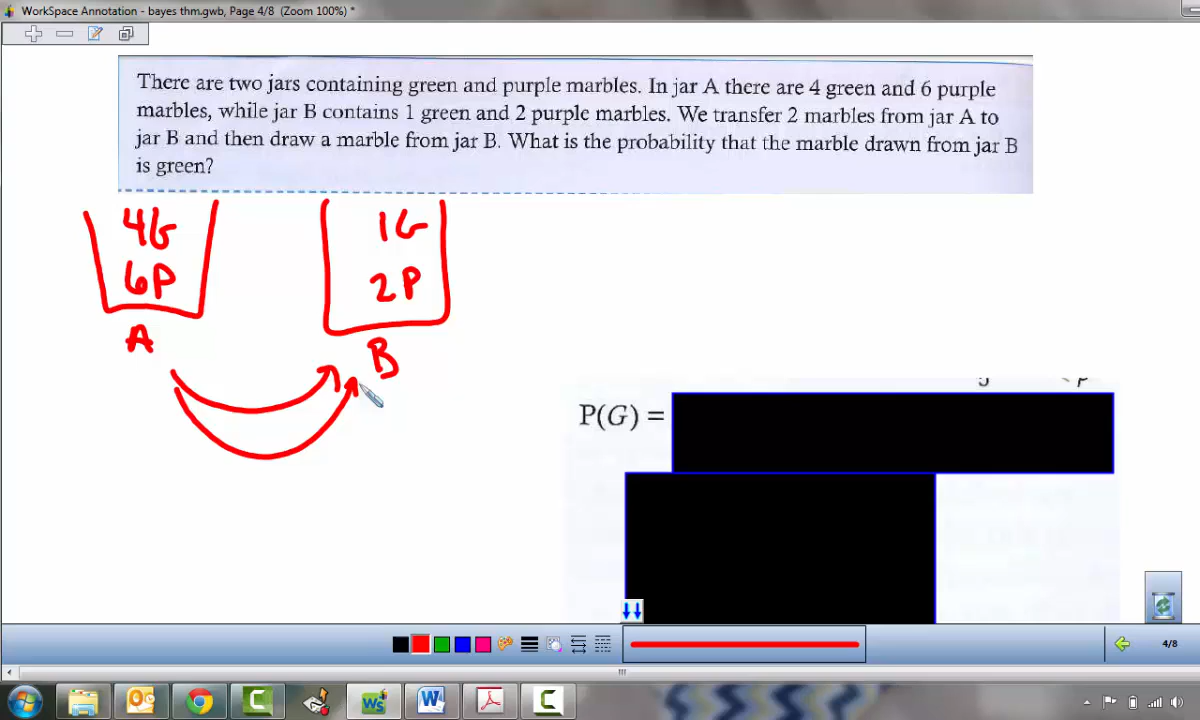 WorkSpace Annotation - bayes thm.gwb, Page 4/8 (Zoom 100%) *
There are two jars containing green and purple marbles. In jar A there are 4 green and 6 purple
marbles, while jar B contains 1 green and 2 purple marbles. We transfer 2 marbles from jar A to
jar B and then draw a marble from jar B. What is the probability that the marble drawn from jar B
is green?
4G
6P
A
1G
2P
B
P(G) =
4/8